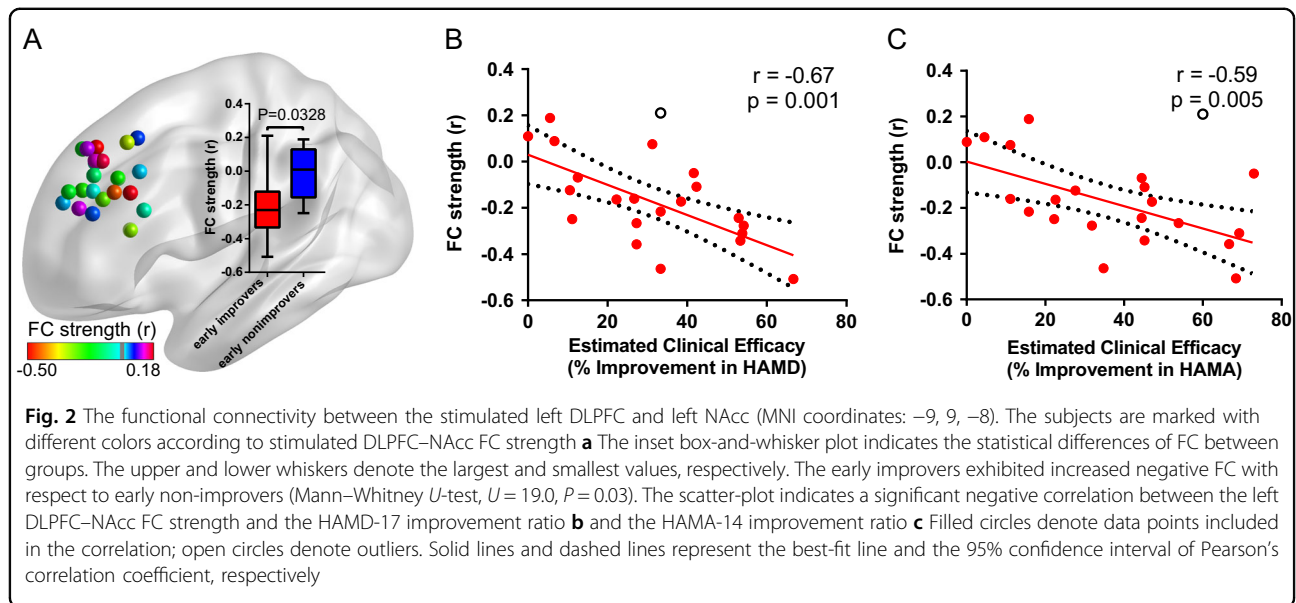 A
B
C
0.4
0.2
0.0
-0.2
-0.4
-0.6
FC strength (r)
P=0.0328
early improvers
early nonimprovers
FC strength (r)
-0.50
0.18
r = -0.67
p = 0.001
0.4
0.2
0.0
-0.2
-0.4
-0.6
FC strength (r)
0
20
40
60
80
Estimated Clinical Efficacy
(% Improvement in HAMD)
r = -0.59
p = 0.005
0.4
0.2
0.0
-0.2
-0.4
-0.6
FC strength (r)
0
20
40
60
80
Estimated Clinical Efficacy
(% Improvement in HAMA)
Fig. 2 The functional connectivity between the stimulated left DLPFC and left NAcc (MNI coordinates: −9, 9, −8). The subjects are marked with
different colors according to stimulated DLPFC–NAcc FC strength a The inset box-and-whisker plot indicates the statistical differences of FC between
groups. The upper and lower whiskers denote the largest and smallest values, respectively. The early improvers exhibited increased negative FC with
respect to early non-improvers (Mann–Whitney U-test, U = 19.0, P = 0.03). The scatter-plot indicates a significant negative correlation between the left
DLPFC–NAcc FC strength and the HAMD-17 improvement ratio b and the HAMA-14 improvement ratio c Filled circles denote data points included
in the correlation; open circles denote outliers. Solid lines and dashed lines represent the best-fit line and the 95% confidence interval of Pearson's
correlation coefficient, respectively